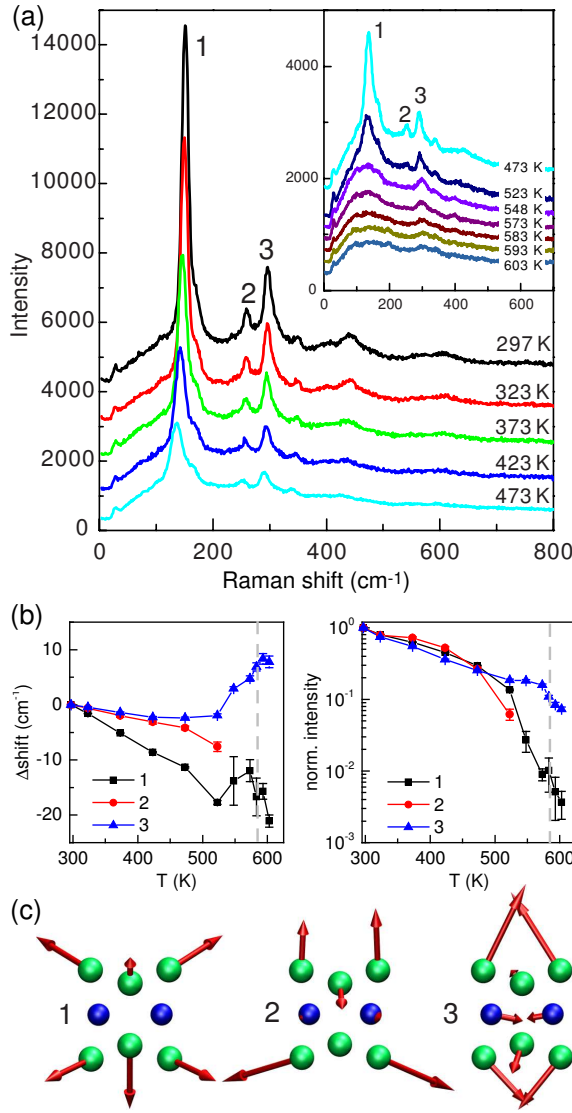 (a)
14000
12000
10000
8000
6000
4000
2000
0
Intensity
1
2
3
297 K
323 K
373 K
423 K
473 K
0
200
400
600
800
Raman shift (cm-1)
4000
2000
0
1
2
3
473 K
523 K
548 K
573 K
583 K
593 K
603 K
0
200
400
600
(b)
10
0
-10
-20
Δshift (cm-1)
1
2
3
300
400
500
600
T (K)
100
10-1
10-2
10-3
norm. intensity
1
2
3
300
400
500
600
T (K)
(c)
1
2
3